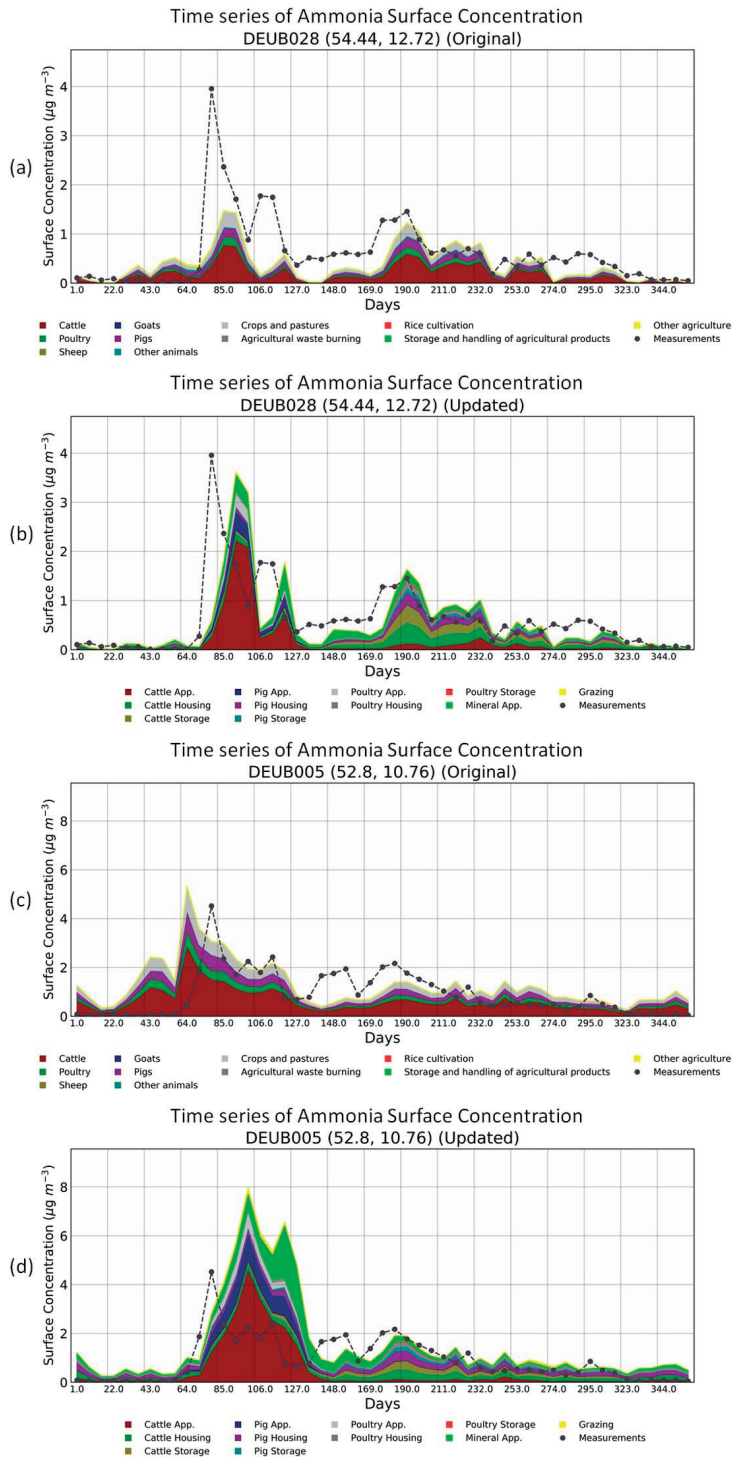 Time series of Ammonia Surface Concentration
DEUB028 (54.44, 12.72) (Original)
(a)
Surface Concentration (μg m⁻³)
4
3
2
1
0
1.0 22.0 43.0 64.0 85.0 106.0 127.0 148.0 169.0 190.0 211.0 232.0 253.0 274.0 295.0 323.0 344.0
Days
Cattle Goats Crops and pastures Rice cultivation Other agriculture
Poultry Pigs Agricultural waste burning Storage and handling of agricultural products Measurements
Sheep Other animals
Time series of Ammonia Surface Concentration
DEUB028 (54.44, 12.72) (Updated)
(b)
Surface Concentration (μg m⁻³)
4
3
2
1
0
1.0 22.0 43.0 64.0 85.0 106.0 127.0 148.0 169.0 190.0 211.0 232.0 253.0 274.0 295.0 323.0 344.0
Days
Cattle App. Pig App. Poultry App. Poultry Storage Grazing
Cattle Housing Pig Housing Poultry Housing Mineral App. Measurements
Cattle Storage Pig Storage
Time series of Ammonia Surface Concentration
DEUB005 (52.8, 10.76) (Original)
(c)
Surface Concentration (μg m⁻³)
8
6
4
2
0
1.0 22.0 43.0 64.0 85.0 106.0 127.0 148.0 169.0 190.0 211.0 232.0 253.0 274.0 295.0 323.0 344.0
Days
Cattle Goats Crops and pastures Rice cultivation Other agriculture
Poultry Pigs Agricultural waste burning Storage and handling of agricultural products Measurements
Sheep Other animals
Time series of Ammonia Surface Concentration
DEUB005 (52.8, 10.76) (Updated)
(d)
Surface Concentration (μg m⁻³)
8
6
4
2
0
1.0 22.0 43.0 64.0 85.0 106.0 127.0 148.0 169.0 190.0 211.0 232.0 253.0 274.0 295.0 323.0 344.0
Days
Cattle App. Pig App. Poultry App. Poultry Storage Grazing
Cattle Housing Pig Housing Poultry Housing Mineral App. Measurements
Cattle Storage Pig Storage